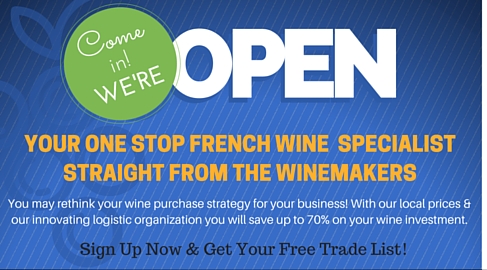 Come
in!
WE'RE
OPEN
YOUR ONE STOP FRENCH WINE SPECIALIST
STRAIGHT FROM THE WINEMAKERS
You may rethink your wine purchase strategy for your business! With our local prices &
our innovating logistic organization you will save up to 70% on your wine investment.
Sign Up Now & Get Your Free Trade List!